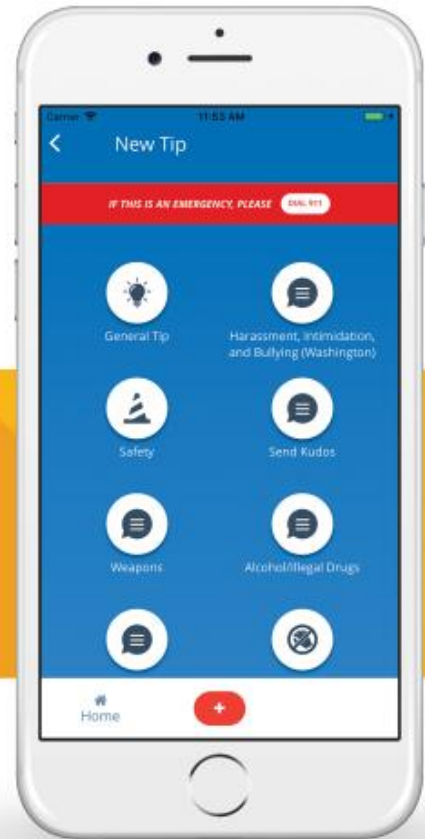 Carrier
11:53 AM
New Tip
IF THIS IS AN EMERGENCY, PLEASE
DIAL 911
General Tip
Harassment, Intimidation,
and Bullying (Washington)
Safety
Send Kudos
Weapons
Alcohol/Illegal Drugs
Home